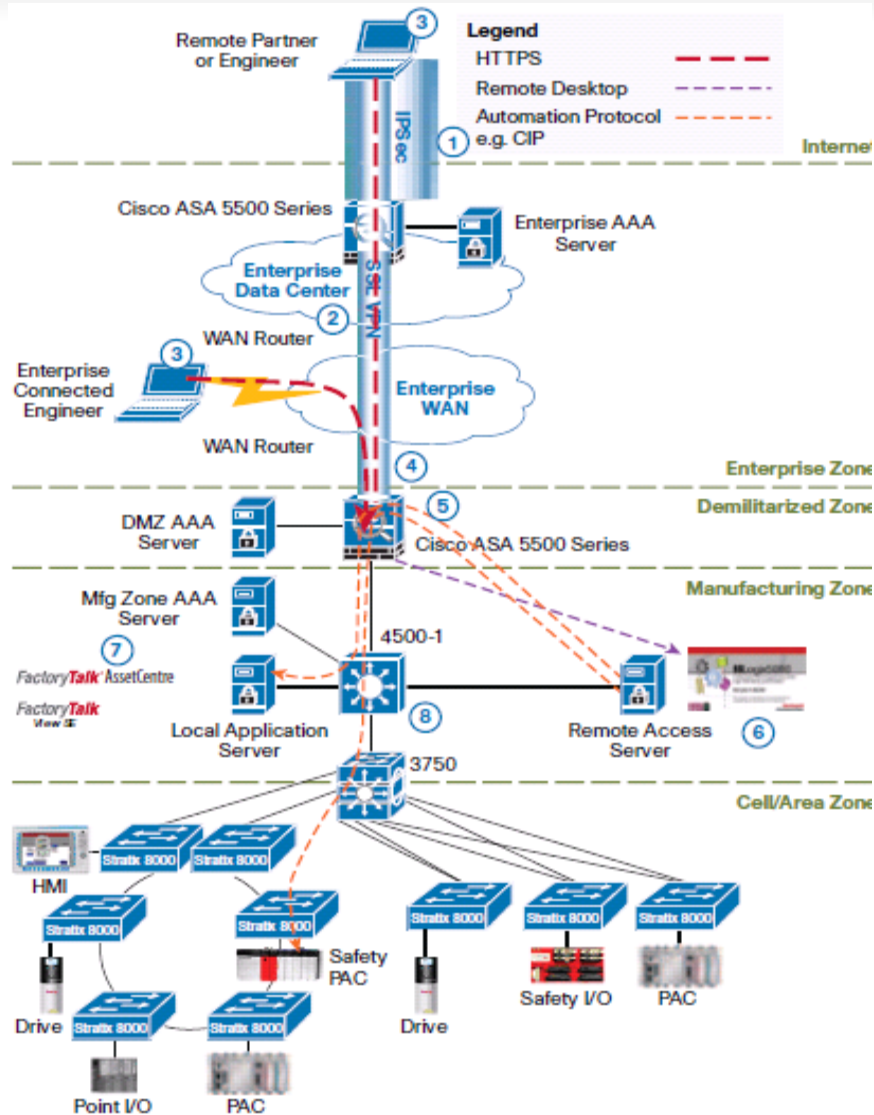 Remote Partner
or Engineer
3
Legend
HTTPS
Remote Desktop
Automation Protocol
e.g. CIP
IPSec
1
Internet
Cisco ASA 5500 Series
Enterprise AAA
Server
Enterprise
Data Center
SSL VPN
2
WAN Router
3
Enterprise
Connected
Engineer
Enterprise
WAN
WAN Router
4
Enterprise Zone
Demilitarized Zone
5
DMZ AAA
Server
Cisco ASA 5500 Series
Manufacturing Zone
Mfg Zone AAA
Server
4500-1
7
FactoryTalk AssetCentre
FactoryTalk
View SE
Local Application
Server
8
Remote Access
Server
6
3750
Cell/Area Zone
HMI
Stratix 8000
Stratix 8000
Stratix 8000
Stratix 8000
Safety
PAC
Stratix 8000
Stratix 8000
Stratix 8000
Drive
Stratix 8000
Stratix 8000
Drive
Safety I/O
PAC
Point I/O
PAC